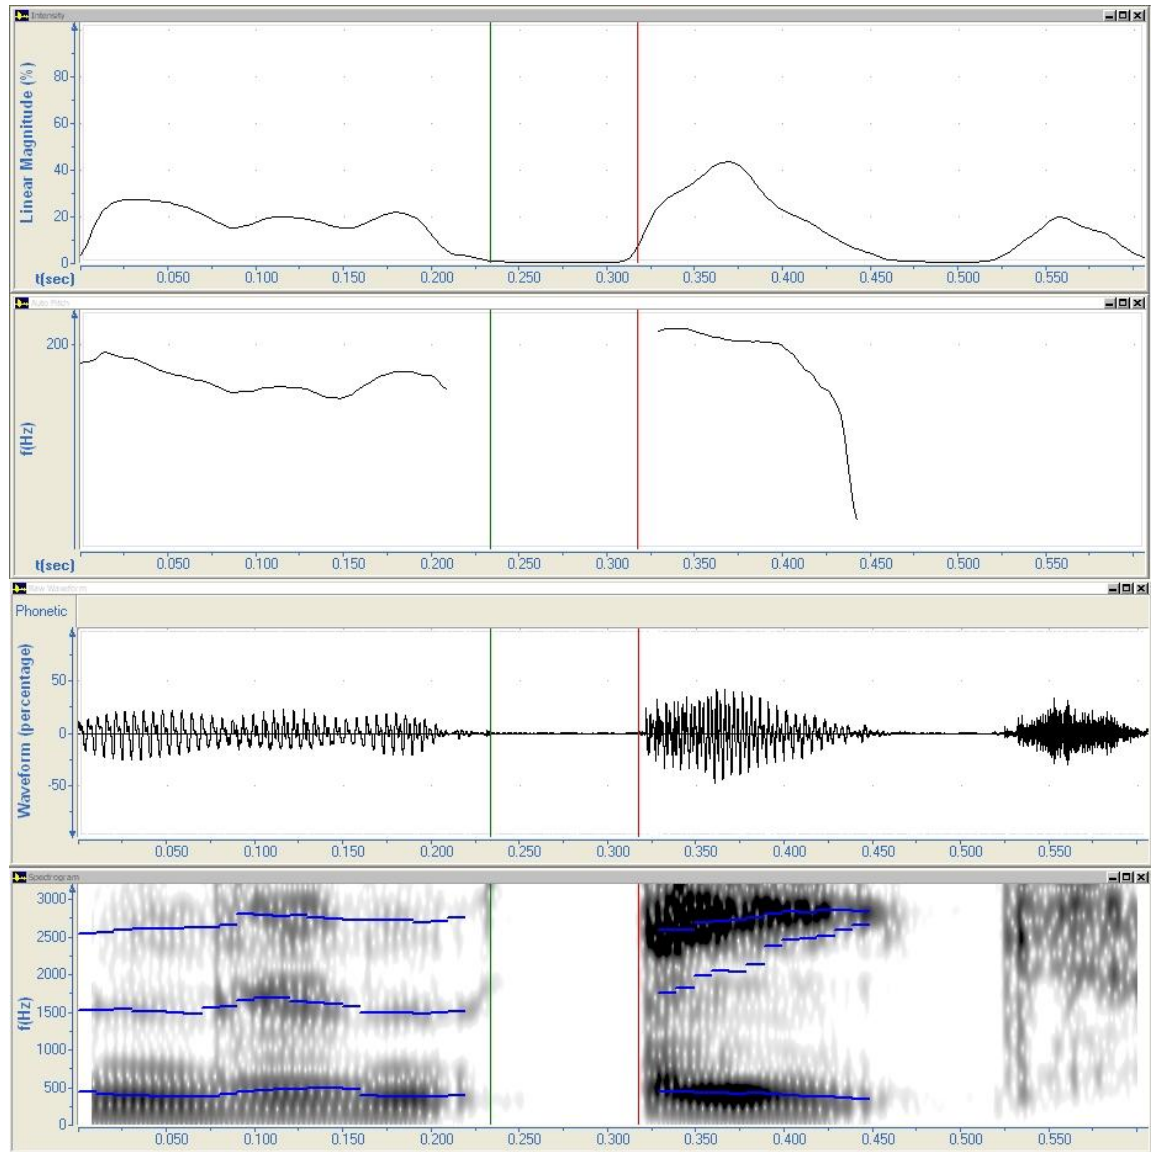 Intensity
Linear Magnitude (%)
80
60
40
20
0
t(sec) 0.050 0.100 0.150 0.200 0.250 0.300 0.350 0.400 0.450 0.500 0.550
Auto Pitch
f(Hz)
200
t(sec) 0.050 0.100 0.150 0.200 0.250 0.300 0.350 0.400 0.450 0.500 0.550
Raw Waveform
Phonetic
Waveform (percentage)
50
0
-50
0.050 0.100 0.150 0.200 0.250 0.300 0.350 0.400 0.450 0.500 0.550
Spectrogram
f(Hz)
3000
2500
2000
1500
1000
500
0
0.050 0.100 0.150 0.200 0.250 0.300 0.350 0.400 0.450 0.500 0.550